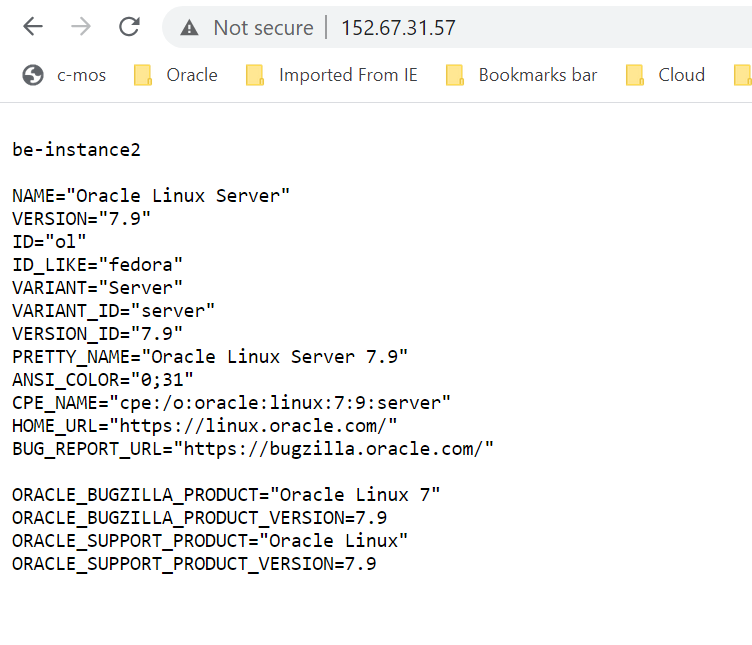 Not secure | 152.67.31.57
c-mos Oracle Imported From IE Bookmarks bar Cloud
be-instance2
NAME="Oracle Linux Server"
VERSION="7.9"
ID="ol"
ID_LIKE="fedora"
VARIANT="Server"
VARIANT_ID="server"
VERSION_ID="7.9"
PRETTY_NAME="Oracle Linux Server 7.9"
ANSI_COLOR="0;31"
CPE_NAME="cpe:/o:oracle:linux:7:9:server"
HOME_URL="https://linux.oracle.com/"
BUG_REPORT_URL="https://bugzilla.oracle.com/"
ORACLE_BUGZILLA_PRODUCT="Oracle Linux 7"
ORACLE_BUGZILLA_PRODUCT_VERSION=7.9
ORACLE_SUPPORT_PRODUCT="Oracle Linux"
ORACLE_SUPPORT_PRODUCT_VERSION=7.9